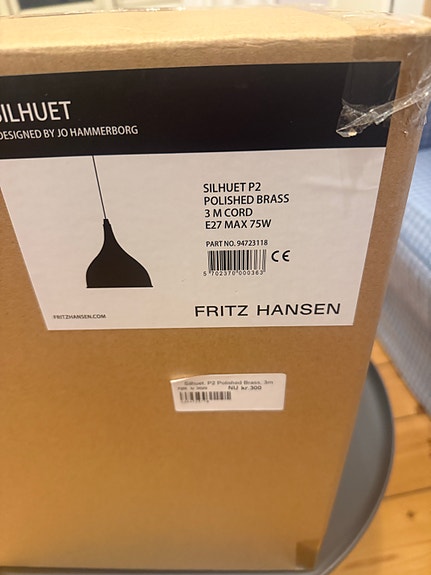 SILHUET
DESIGNED BY JO HAMMERBORG
SILHUET P2
POLISHED BRASS
3 M CORD
E27 MAX 75W
PART NO. 94723118
5 702370 000363
CE
FRITZHANSEN.COM
FRITZ HANSEN
Silhuet, P2 Polished Brass, 3m
NU kr.300